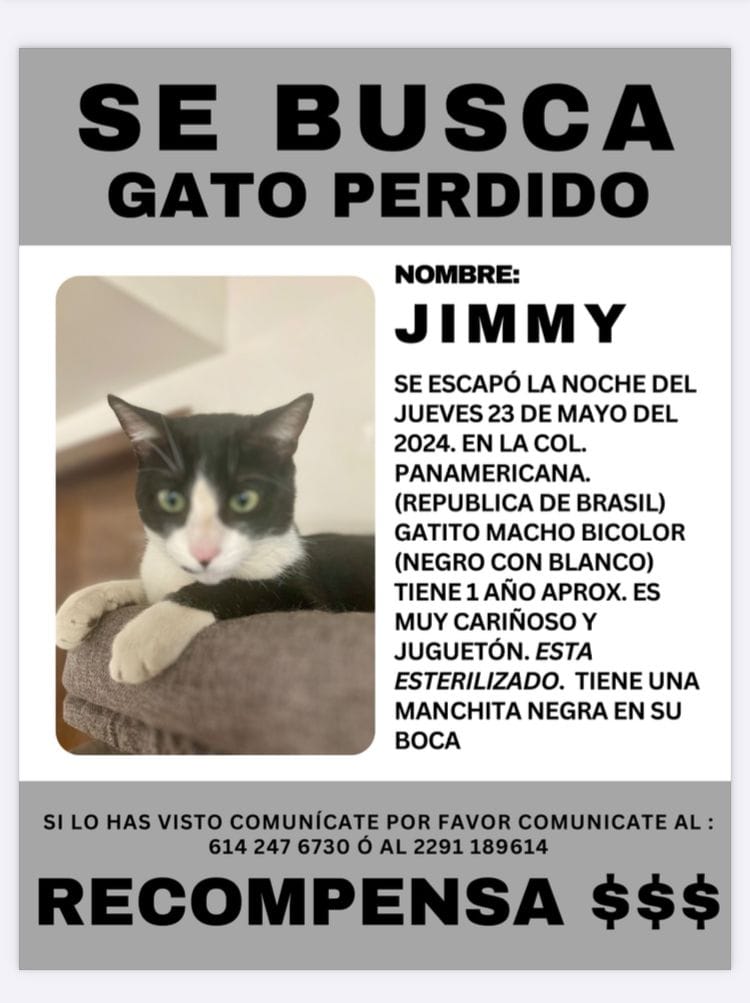 SE BUSCA
GATO PERDIDO
NOMBRE:
JIMMY
SE ESCAPÓ LA NOCHE DEL
JUEVES 23 DE MAYO DEL
2024. EN LA COL.
PANAMERICANA.
(REPUBLICA DE BRASIL)
GATITO MACHO BICOLOR
(NEGRO CON BLANCO)
TIENE 1 AÑO APROX. ES
MUY CARIÑOSO Y
JUGUETÓN. ESTA
ESTERILIZADO. TIENE UNA
MANCHITA NEGRA EN SU
BOCA
SI LO HAS VISTO COMUNÍCATE POR FAVOR COMUNICATE AL :
614 247 6730 Ó AL 2291 189614
RECOMPENSA $$$